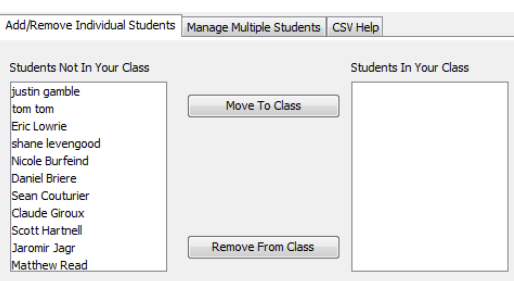 Add/Remove Individual Students Manage Multiple Students CSV Help
Students Not In Your Class Students In Your Class
justin gamble
tom tom
Eric Lowrie
shane levengood
Nicole Burfeind
Daniel Briere
Sean Couturier
Claude Giroux
Scott Hartnell
Jaromir Jagr
Matthew Read
Move To Class
Remove From Class